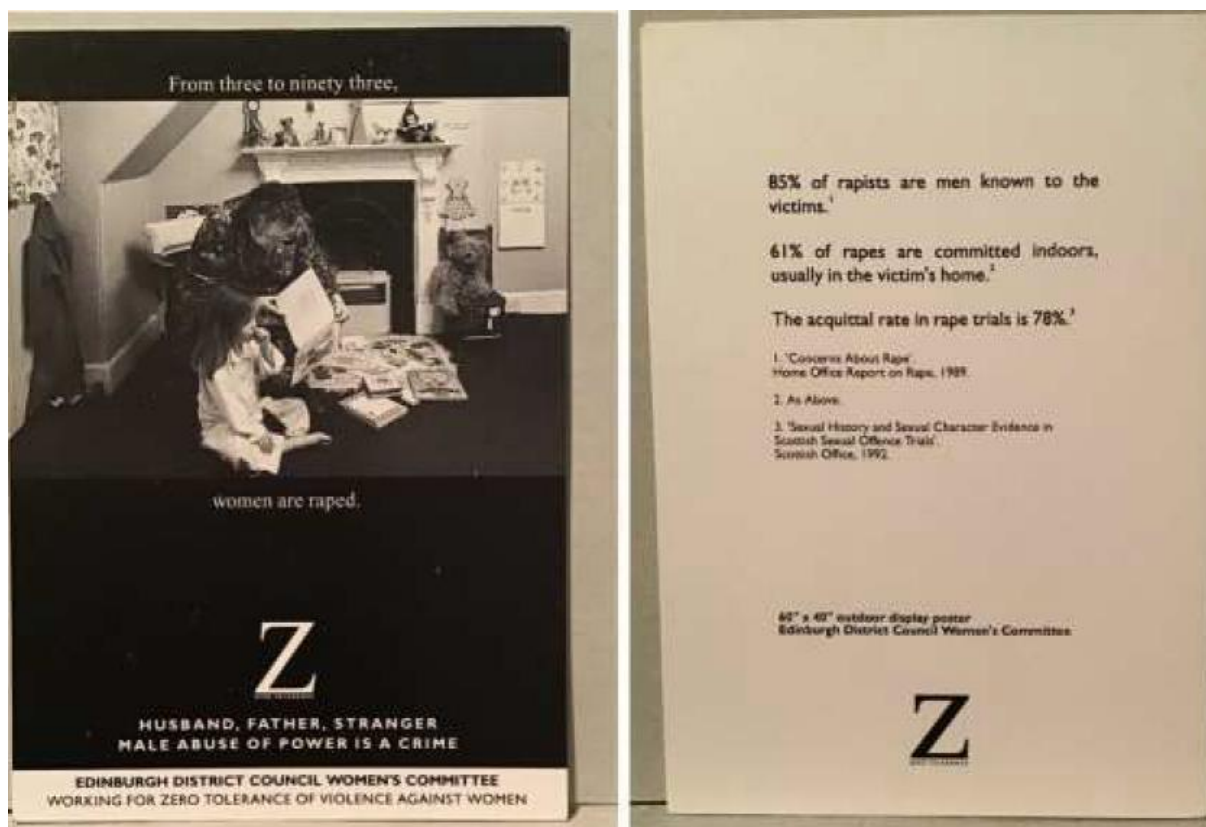 From three to ninety three,
women are raped.
Z
ZERO TOLERANCE
HUSBAND, FATHER, STRANGER
MALE ABUSE OF POWER IS A CRIME
EDINBURGH DISTRICT COUNCIL WOMEN'S COMMITTEE
WORKING FOR ZERO TOLERANCE OF VIOLENCE AGAINST WOMEN
85% of rapists are men known to the
victims.¹
61% of rapes are committed indoors,
usually in the victim's home.²
The acquittal rate in rape trials is 78%.³
1. 'Concerns About Rape'.
Home Office Report on Rape, 1989.
2. As Above.
3. 'Sexual History and Sexual Character Evidence in
Scottish Sexual Offence Trials'.
Scottish Office, 1992.
60" x 40" outdoor display poster
Edinburgh District Council Women's Committee
Z
ZERO TOLERANCE